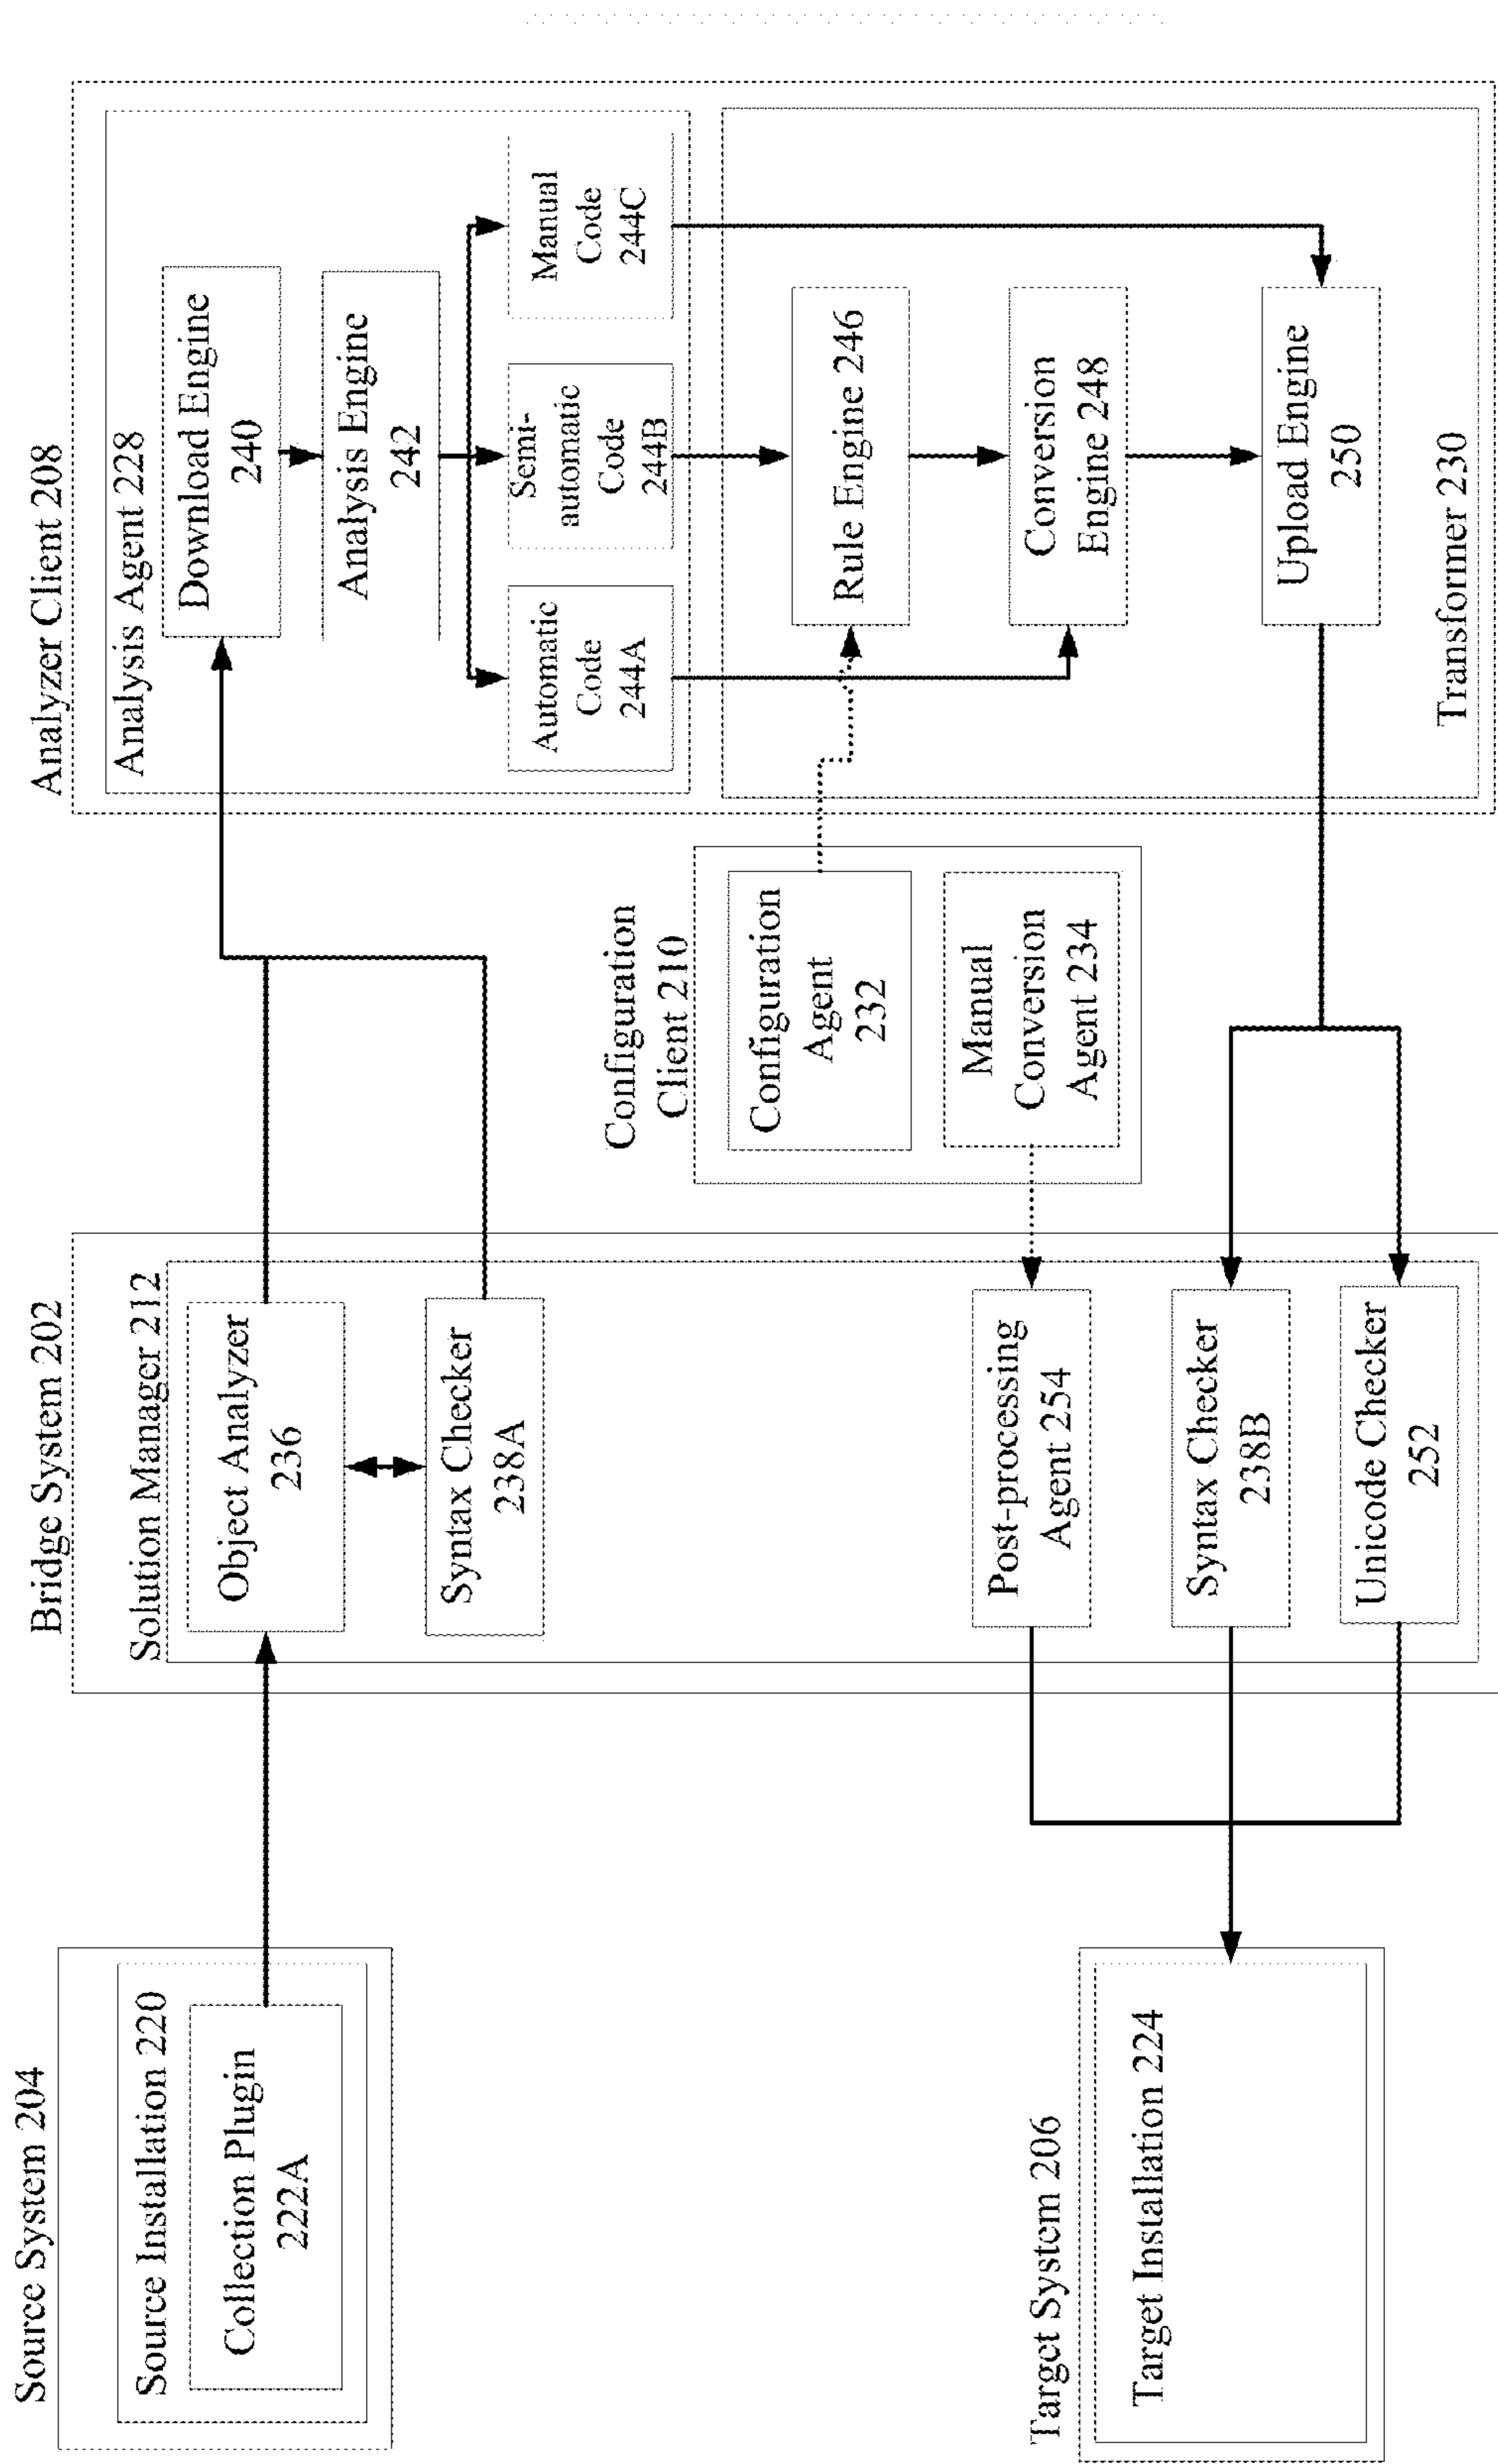 Source System 204
Source Installation 220
Collection Plugin
222A
Target System 206
Target Installation 224
Bridge System 202
Solution Manager 212
Object Analyzer
236
Syntax Checker
238A
Post-processing
Agent 254
Syntax Checker
238B
Unicode Checker
252
Configuration
Client 210
Configuration
Agent
232
Manual
Conversion
Agent 234
Analyzer Client 208
Analysis Agent 228
Download Engine
240
Analysis Engine
242
Automatic
Code
244A
Semi-
automatic
Code
244B
Manual
Code
244C
Rule Engine 246
Conversion
Engine 248
Upload Engine
250
Transformer 230